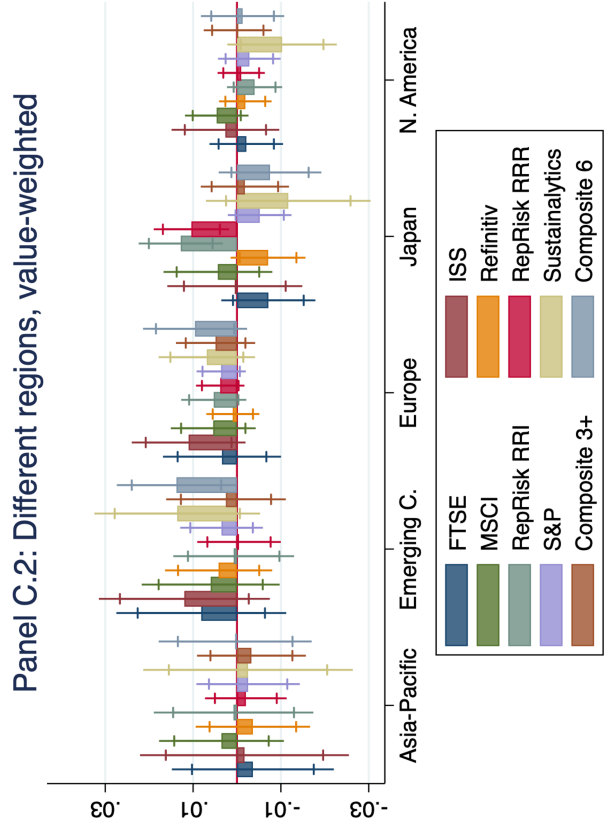 Panel C.2: Different regions, value-weighted
.03
.01
-.01
-.03
Asia-Pacific Emerging C. Europe Japan N. America
FTSE ISS
MSCI Refinitiv
RepRisk RRI RepRisk RRR
S&P Sustainalytics
Composite 3+ Composite 6